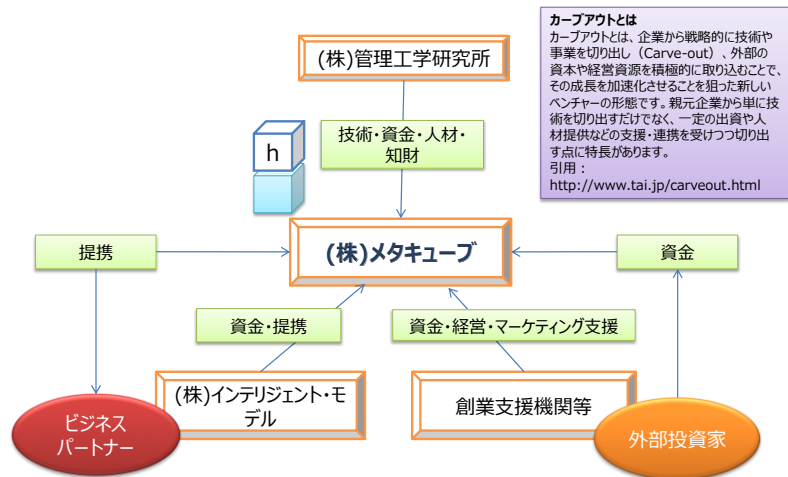 カーブアウトとは
カーブアウトとは、企業から戦略的に技術や
事業を切り出し（Carve-out）、外部の
資本や経営資源を積極的に取り込むことで、
その成長を加速化させることを狙った新しい
ベンチャーの形態です。親元企業から単に技
術を切り出すだけでなく、一定の出資や人
材提供などの支援・連携を受けつつ切り出
す点に特長があります。
引用：
http://www.tai.jp/carveout.html
(株)管理工学研究所
技術・資金・人材・
知財
h
(株)メタキューブ
提携
資金
資金・提携
資金・経営・マーケティング支援
(株)インテリジェント・モ
デル
創業支援機関等
ビジネス
パートナー
外部投資家